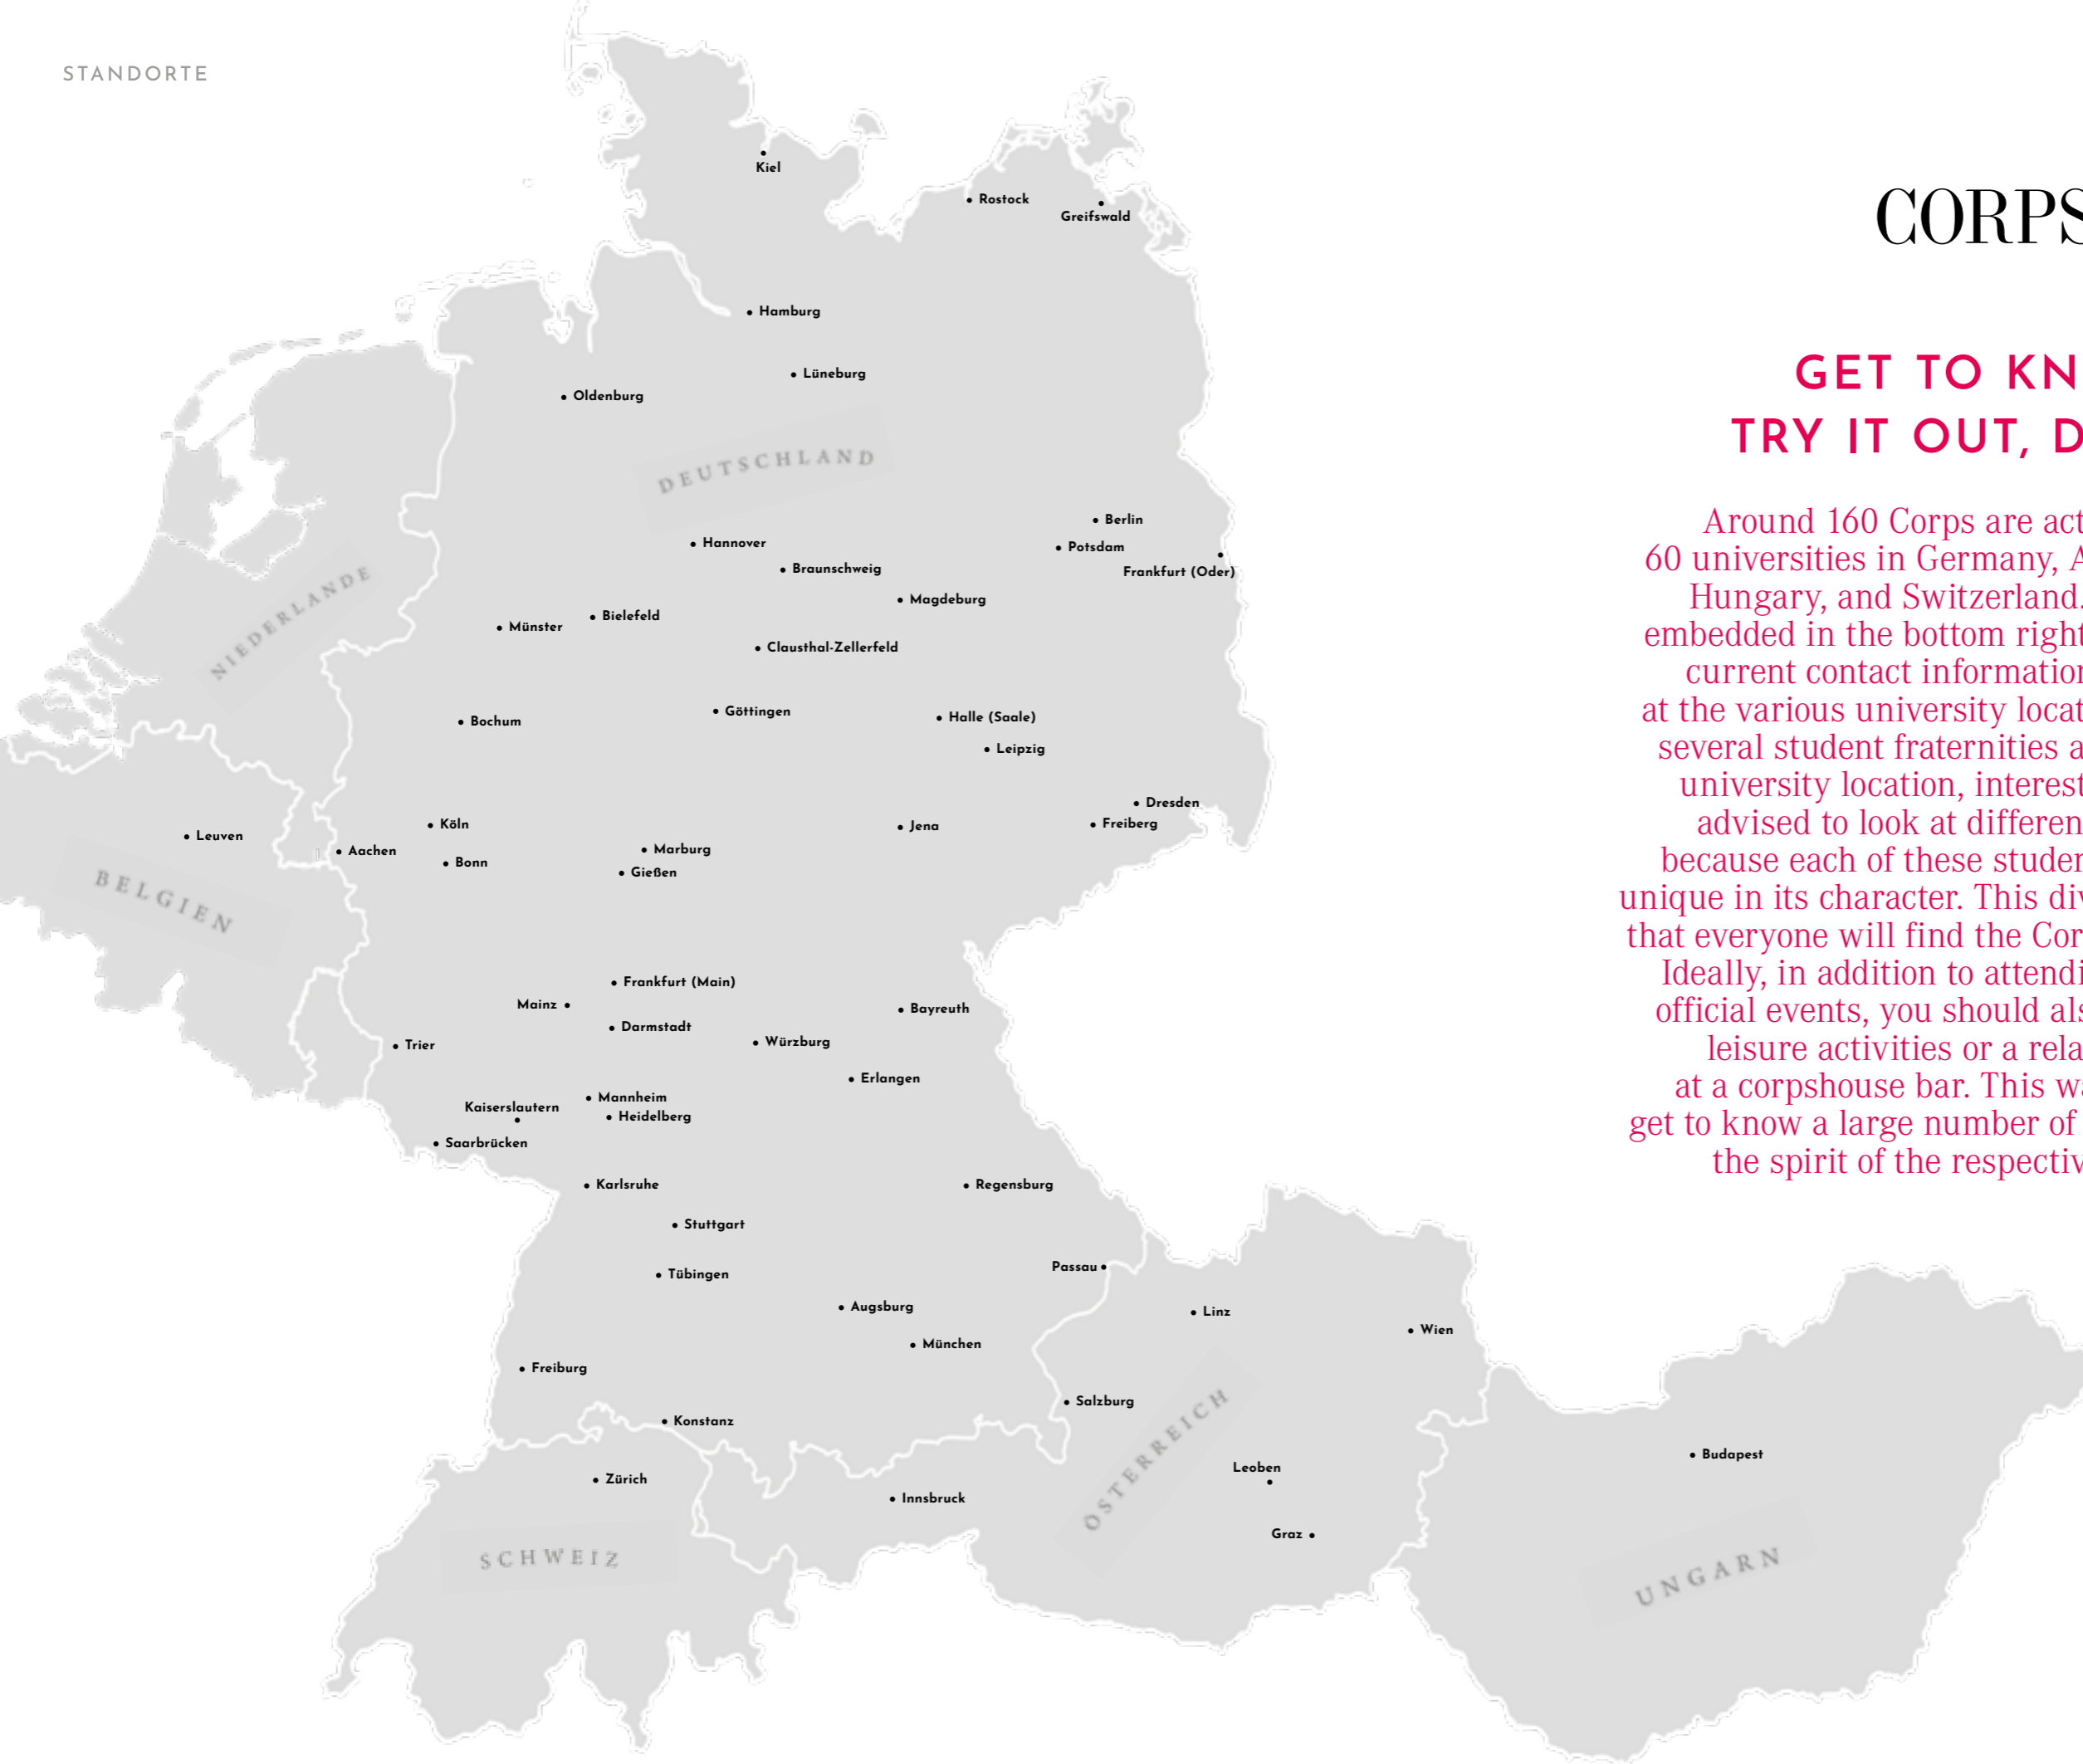 STANDORTE
Kiel
Rostock
Greifswald
Hamburg
Lüneburg
Oldenburg
DEUTSCHLAND
Berlin
Hannover
Potsdam
Braunschweig
Frankfurt (Oder)
Magdeburg
NIEDERLANDE
Bielefeld
Münster
Clausthal-Zellerfeld
Göttingen
Halle (Saale)
Bochum
Leipzig
Dresden
Köln
Freiberg
Jena
Leuven
Aachen
Marburg
Bonn
Gießen
BELGIEN
Frankfurt (Main)
Mainz
Bayreuth
Darmstadt
Würzburg
Trier
Erlangen
Mannheim
Kaiserslautern
Heidelberg
Saarbrücken
Karlsruhe
Regensburg
Stuttgart
Passau
Tübingen
Augsburg
Linz
Wien
München
Freiburg
Salzburg
Konstanz
ÖSTERREICH
Budapest
Leoben
Zürich
Innsbruck
Graz
SCHWEIZ
UNGARN
CORPS
GET TO KN
TRY IT OUT, D
Around 160 Corps are act
60 universities in Germany, A
Hungary, and Switzerland.
embedded in the bottom right
current contact information
at the various university locat
several student fraternities a
university location, interest
advised to look at differen
because each of these studen
unique in its character. This div
that everyone will find the Cor
Ideally, in addition to attendi
official events, you should als
leisure activities or a rela
at a corpshouse bar. This wa
get to know a large number of
the spirit of the respectiv